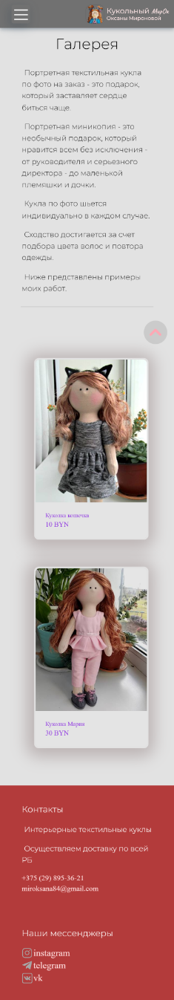 Кукольный МирОк
Оксаны Мироновой
Галерея
Портретная текстильная кукла
по фото на заказ - это подарок,
который заставляет сердце
биться чаще.
Портретная миникопия - это
необычный подарок, который
нравится всем без исключения -
от руководителя и серьезного
директора - до маленькой
племяшки и дочки.
Кукла по фото шьется
индивидуально в каждом случае.
Сходство достигается за счет
подбора цвета волос и повтора
одежды.
Ниже представлены примеры
моих работ.
Куколка кошечка
10 BYN
Куколка Мария
30 BYN
Контакты
Интерьерные текстильные куклы
Осуществляем доставку по всей
РБ
+375 (29) 895-36-21
miroksana84@gmail.com
Наши мессенджеры
instagram
telegram
vk